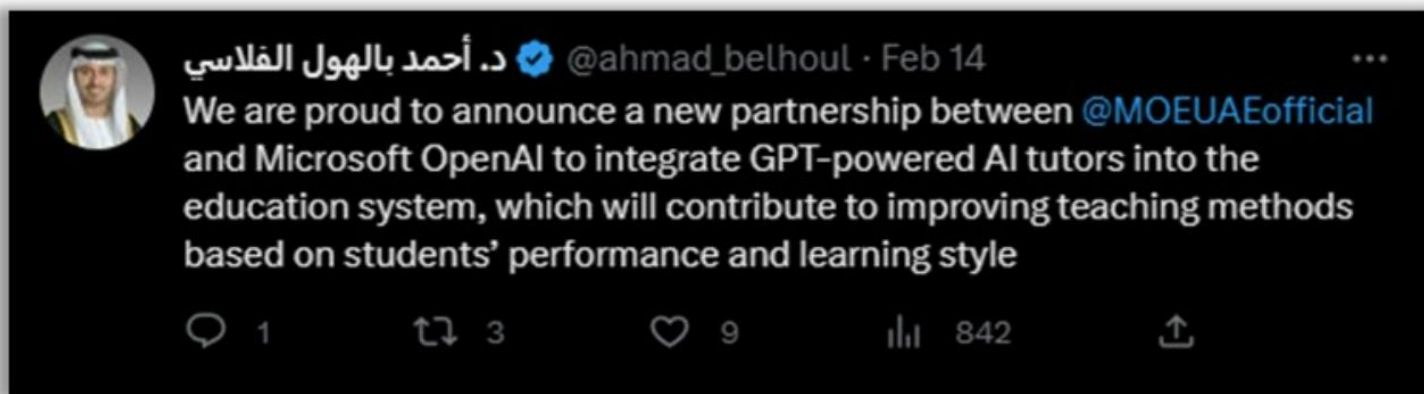 د. أحمد بالهول الفلاسي @ahmad_belhoul · Feb 14
We are proud to announce a new partnership between @MOEUAEofficial
and Microsoft OpenAI to integrate GPT-powered AI tutors into the
education system, which will contribute to improving teaching methods
based on students’ performance and learning style
1 3 9 842